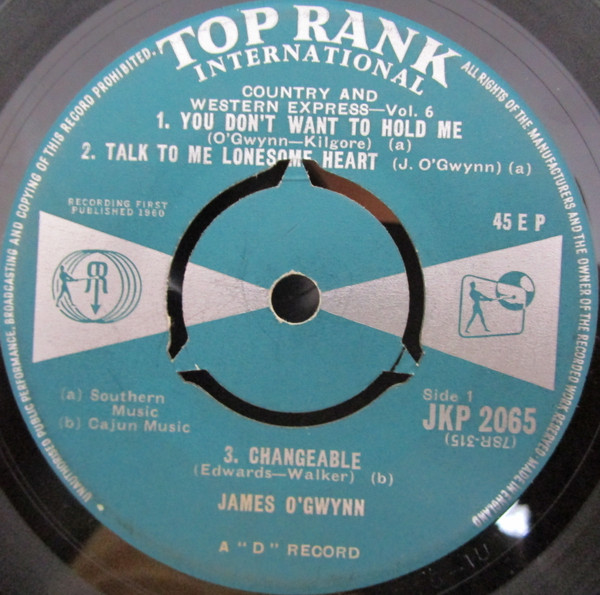 TOP RANK
INTERNATIONAL
COUNTRY AND
WESTERN EXPRESS—Vol. 6
1. YOU DON'T WANT TO HOLD ME
(O'Gwynn—Kilgore) (a)
2. TALK TO ME LONESOME HEART (J. O'Gwynn) (a)
RECORDING FIRST
PUBLISHED 1960
45 E P
RR
(a) Southern
Music
(b) Cajun Music
Side 1
JKP 2065
(7SR-315)
3. CHANGEABLE
(Edwards—Walker) (b)
JAMES O'GWYNN
A "D" RECORD
UNAUTHORISED PUBLIC PERFORMANCE, BROADCASTING AND COPYING OF THIS RECORD PROHIBITED.
ALL RIGHTS OF THE MANUFACTURERS AND THE OWNER OF THE RECORDED WORK RESERVED. MADE IN ENGLAND